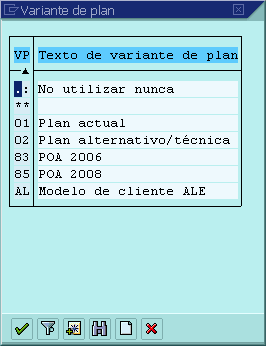 Variante de plan
VP Texto de variante de plan
.: No utilizar nunca
**
01 Plan actual
02 Plan alternativo/técnica
83 POA 2006
85 POA 2008
AL Modelo de cliente ALE